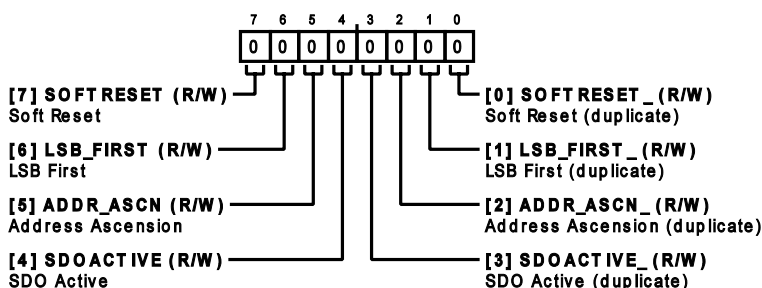 7 6 5 4 3 2 1 0
0 0 0 0 0 0 0 0
[7] SOFTRESET (R/W)
Soft Reset
[0] SOFTRESET_ (R/W)
Soft Reset (duplicate)
[6] LSB_FIRST (R/W)
LSB First
[1] LSB_FIRST_ (R/W)
LSB First (duplicate)
[5] ADDR_ASCN (R/W)
Address Ascension
[2] ADDR_ASCN_ (R/W)
Address Ascension (duplicate)
[4] SDOACTIVE (R/W)
SDO Active
[3] SDOACTIVE_ (R/W)
SDO Active (duplicate)